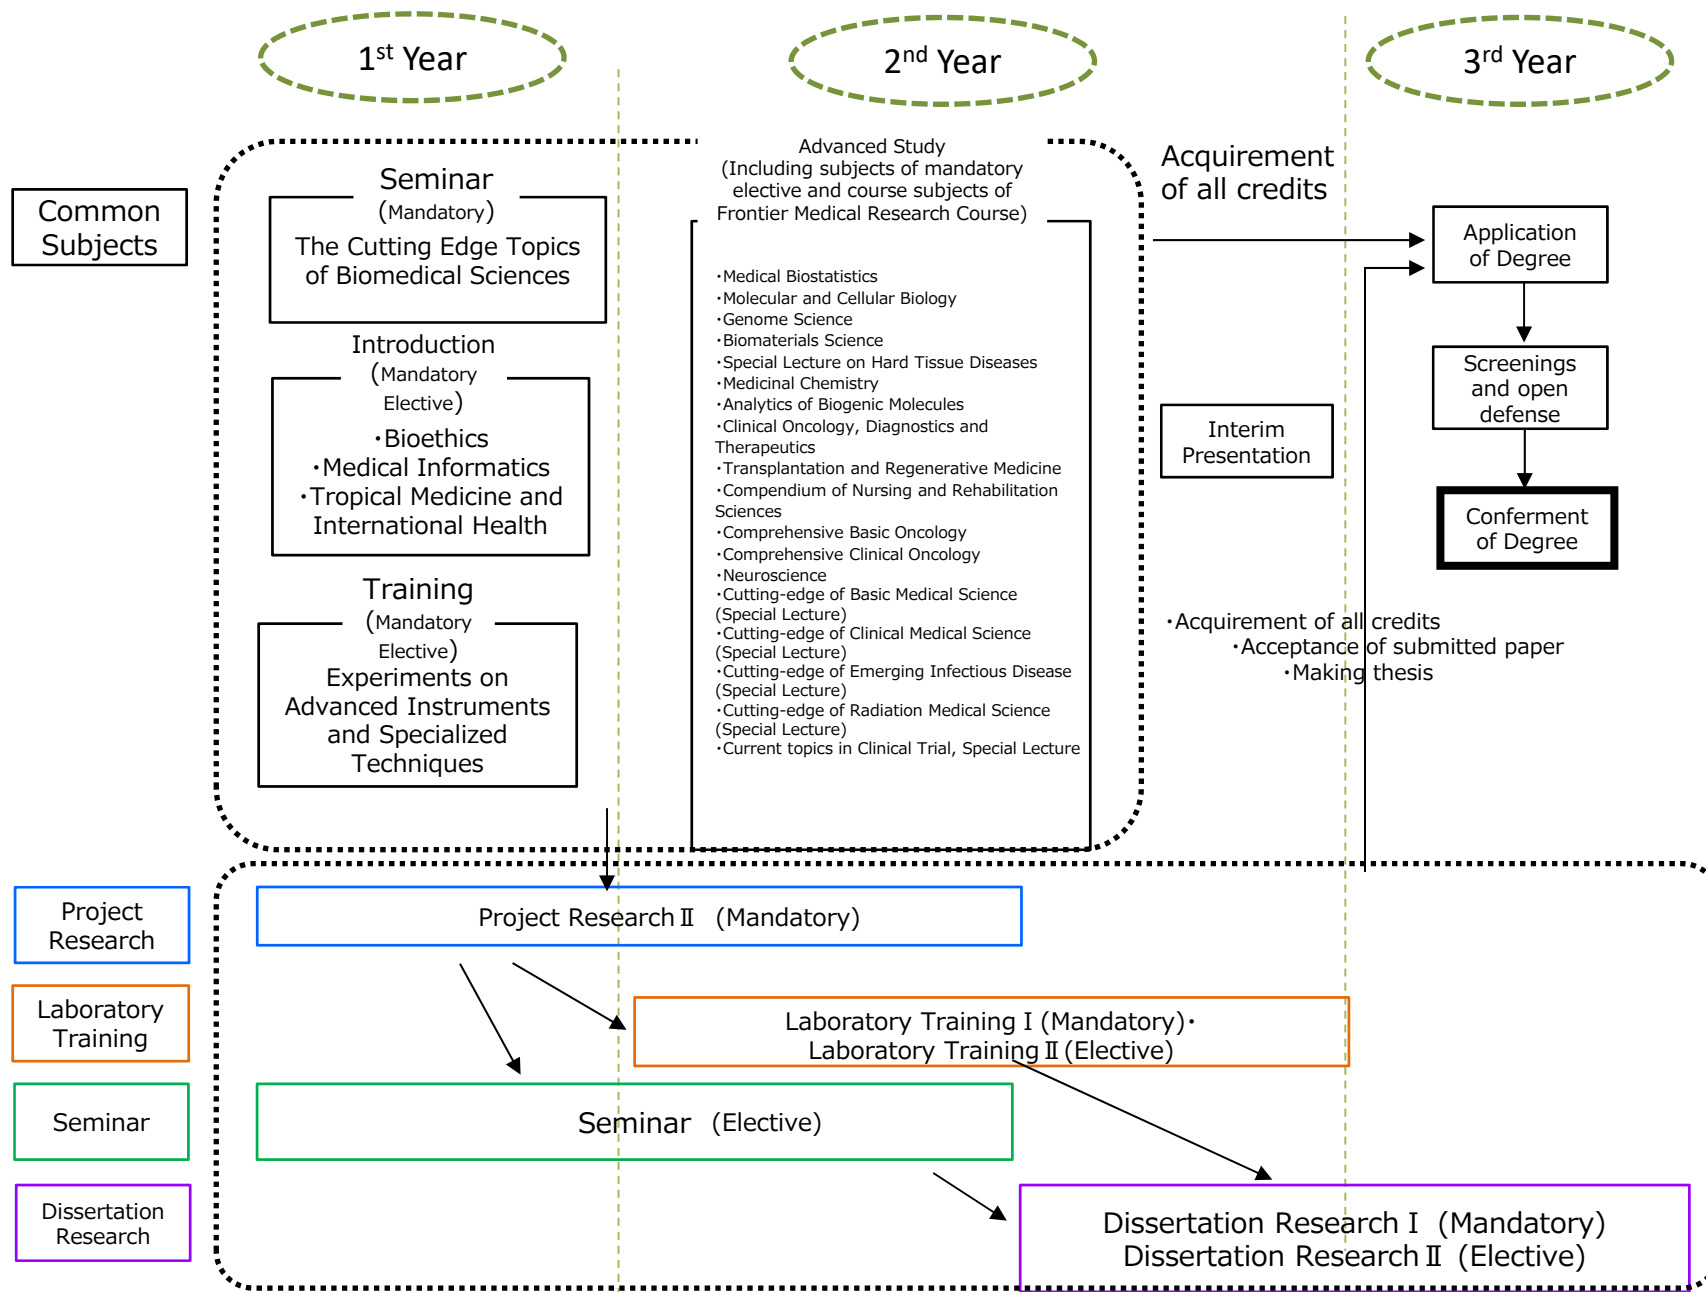 1st Year
2nd Year
3rd Year
Common
Subjects
Seminar
(Mandatory)
The Cutting Edge Topics
of Biomedical Sciences
Introduction
(Mandatory
Elective)
・Bioethics
・Medical Informatics
・Tropical Medicine and
International Health
Training
(Mandatory
Elective)
Experiments on
Advanced Instruments
and Specialized
Techniques
Advanced Study
(Including subjects of mandatory
elective and course subjects of
Frontier Medical Research Course)
・Medical Biostatistics
・Molecular and Cellular Biology
・Genome Science
・Biomaterials Science
・Special Lecture on Hard Tissue Diseases
・Medicinal Chemistry
・Analytics of Biogenic Molecules
・Clinical Oncology, Diagnostics and
Therapeutics
・Transplantation and Regenerative Medicine
・Compendium of Nursing and Rehabilitation
Sciences
・Comprehensive Basic Oncology
・Comprehensive Clinical Oncology
・Neuroscience
・Cutting-edge of Basic Medical Science
(Special Lecture)
・Cutting-edge of Clinical Medical Science
(Special Lecture)
・Cutting-edge of Emerging Infectious Disease
(Special Lecture)
・Cutting-edge of Radiation Medical Science
(Special Lecture)
・Current topics in Clinical Trial, Special Lecture
Acquirement
of all credits
Interim
Presentation
Application
of Degree
Screenings
and open
defense
Conferment
of Degree
・Acquirement of all credits
・Acceptance of submitted paper
・Making thesis
Project
Research
Project Research Ⅱ (Mandatory)
Laboratory
Training
Laboratory Training Ⅰ (Mandatory)・
Laboratory Training Ⅱ (Elective)
Seminar
Seminar (Elective)
Dissertation
Research
Dissertation Research Ⅰ (Mandatory)
Dissertation Research Ⅱ (Elective)